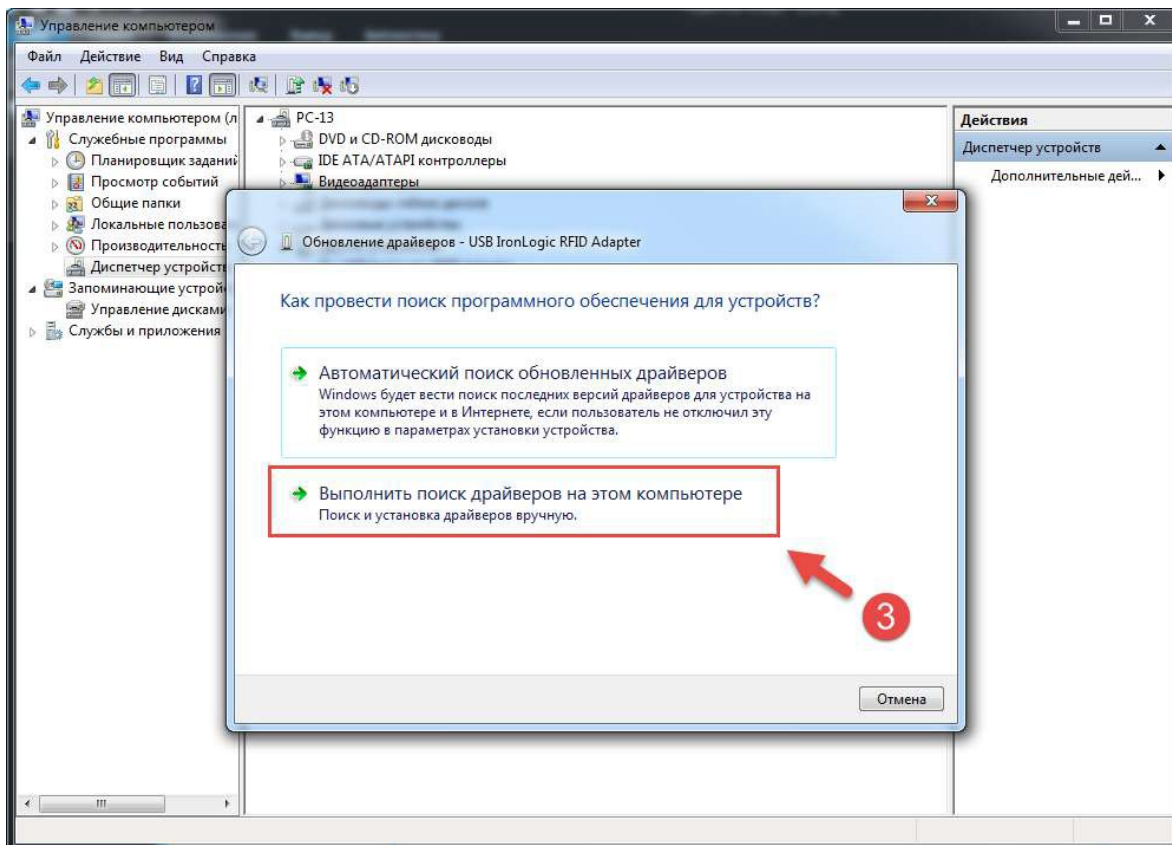 Управление компьютером
Файл Действие Вид Справка
Управление компьютером (л
Служебные программы
Планировщик заданий
Просмотр событий
Общие папки
Локальные пользова
Производительность
Диспетчер устройств
Запоминающие устрой
Управление дисками
Службы и приложения
PC-13
DVD и CD-ROM дисководы
IDE ATA/ATAPI контроллеры
Видеоадаптеры
Действия
Диспетчер устройств
Дополнительные дей...
Обновление драйверов - USB IronLogic RFID Adapter
Как провести поиск программного обеспечения для устройств?
Автоматический поиск обновленных драйверов
Windows будет вести поиск последних версий драйверов для устройства на
этом компьютере и в Интернете, если пользователь не отключил эту
функцию в параметрах установки устройства.
Выполнить поиск драйверов на этом компьютере
Поиск и установка драйверов вручную.
3
Отмена